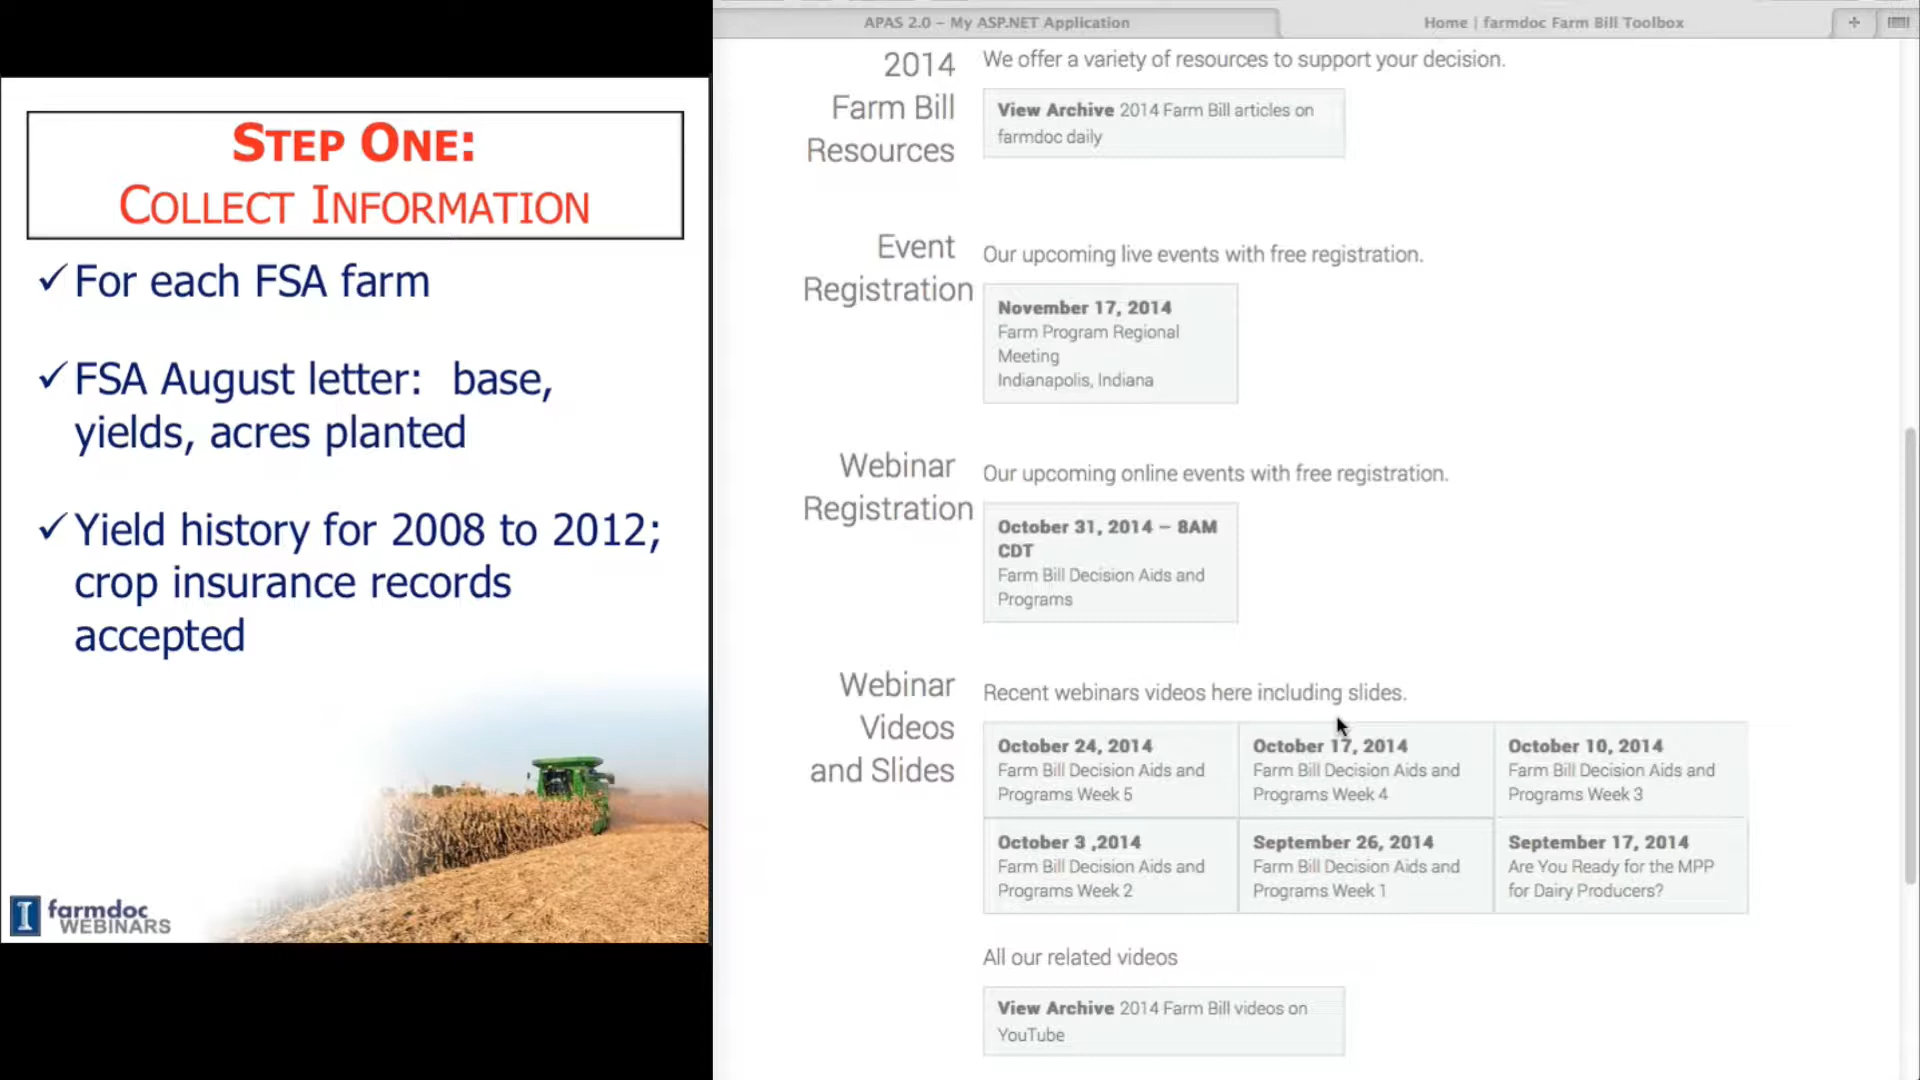 STEP ONE:
COLLECT INFORMATION
✓For each FSA farm
✓FSA August letter: base,
yields, acres planted
✓Yield history for 2008 to 2012;
crop insurance records
accepted
I farmdoc
WEBINARS
APAS 2.0 – My ASP.NET Application
Home | farmdoc Farm Bill Toolbox
+
2014
Farm Bill
Resources
We offer a variety of resources to support your decision.
View Archive 2014 Farm Bill articles on
farmdoc daily
Event
Registration
Our upcoming live events with free registration.
November 17, 2014
Farm Program Regional
Meeting
Indianapolis, Indiana
Webinar
Registration
Our upcoming online events with free registration.
October 31, 2014 – 8AM
CDT
Farm Bill Decision Aids and
Programs
Webinar
Videos
and Slides
Recent webinars videos here including slides.
October 24, 2014
Farm Bill Decision Aids and
Programs Week 5
October 17, 2014
Farm Bill Decision Aids and
Programs Week 4
October 10, 2014
Farm Bill Decision Aids and
Programs Week 3
October 3 ,2014
Farm Bill Decision Aids and
Programs Week 2
September 26, 2014
Farm Bill Decision Aids and
Programs Week 1
September 17, 2014
Are You Ready for the MPP
for Dairy Producers?
All our related videos
View Archive 2014 Farm Bill videos on
YouTube